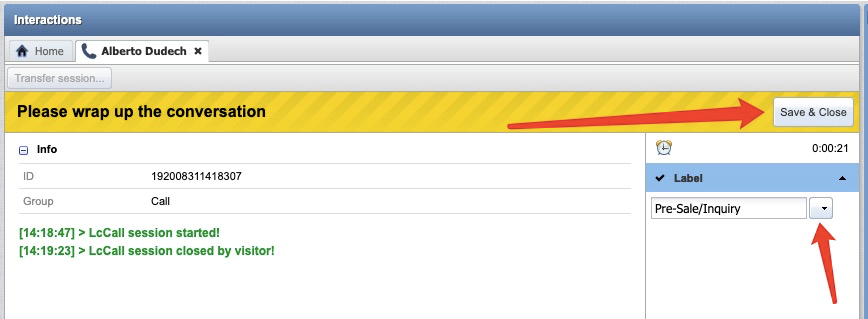 Interactions
Home
Alberto Dudech
Transfer session...
Please wrap up the conversation
Save & Close
Info
0:00:21
ID 192008311418307
Label
Group Call
Pre-Sale/Inquiry
[14:18:47] > LcCall session started!
[14:19:23] > LcCall session closed by visitor!